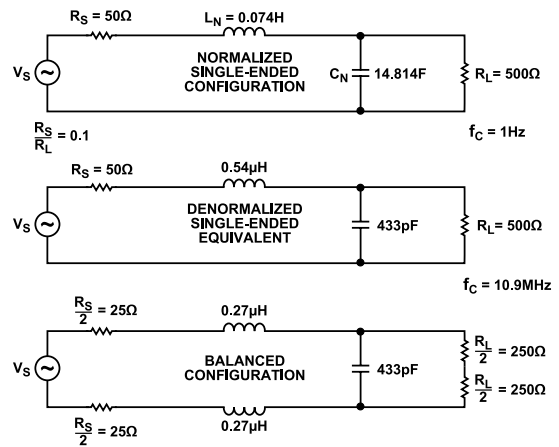 RS = 50Ω
LN = 0.074H
VS
NORMALIZED
SINGLE-ENDED
CONFIGURATION
CN
14.814F
RL = 500Ω
RS
RL
= 0.1
fC = 1Hz
RS = 50Ω
0.54µH
VS
DENORMALIZED
SINGLE-ENDED
EQUIVALENT
433pF
RL = 500Ω
fC = 10.9MHz
RS
2
= 25Ω
0.27µH
VS
BALANCED
CONFIGURATION
433pF
RL
2
= 250Ω
RL
2
= 250Ω
RS
2
= 25Ω
0.27µH